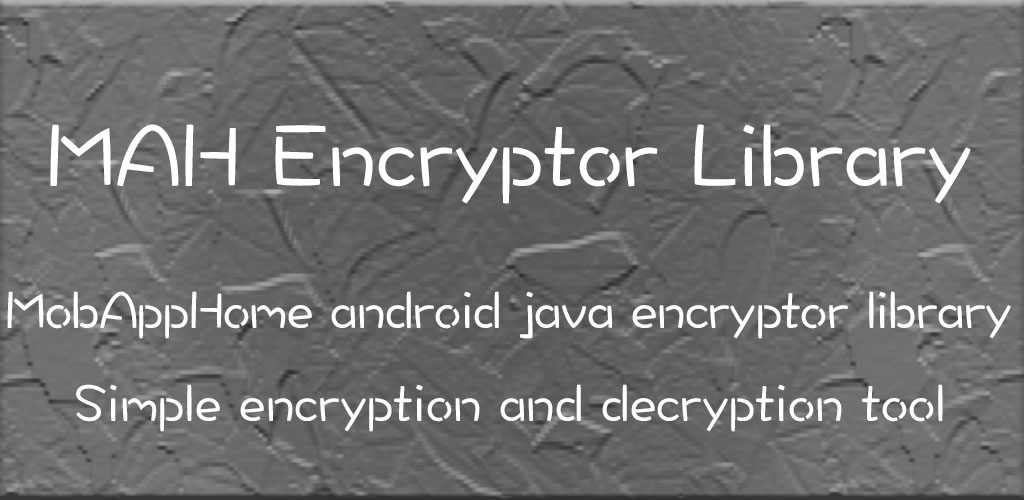 MAH Encryptor Library
MobAppHome android java encryptor library
Simple encryption and decryption tool